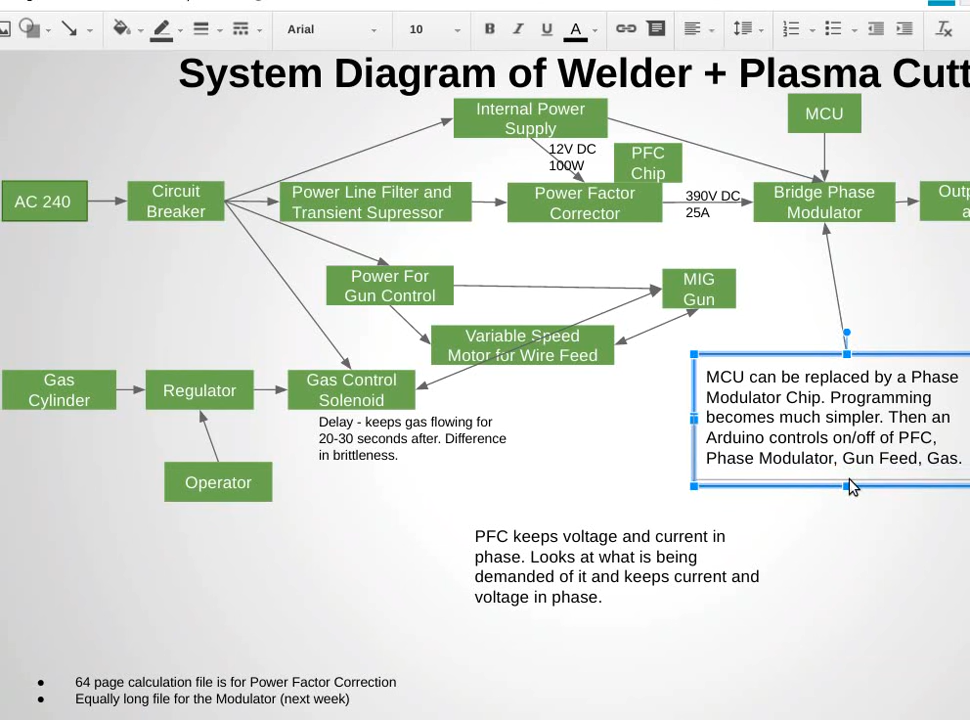 Arial
10
B I U A
System Diagram of Welder + Plasma Cutt
Internal Power
Supply
MCU
12V DC
100W
PFC
Chip
AC 240
Circuit
Breaker
Power Line Filter and
Transient Supressor
Power Factor
Corrector
390V DC
25A
Bridge Phase
Modulator
Outp
a
Power For
Gun Control
MIG
Gun
Variable Speed
Motor for Wire Feed
Gas
Cylinder
Regulator
Gas Control
Solenoid
MCU can be replaced by a Phase
Modulator Chip. Programming
becomes much simpler. Then an
Arduino controls on/off of PFC,
Phase Modulator, Gun Feed, Gas.
Delay - keeps gas flowing for
20-30 seconds after. Difference
in brittleness.
Operator
PFC keeps voltage and current in
phase. Looks at what is being
demanded of it and keeps current and
voltage in phase.
● 64 page calculation file is for Power Factor Correction
● Equally long file for the Modulator (next week)